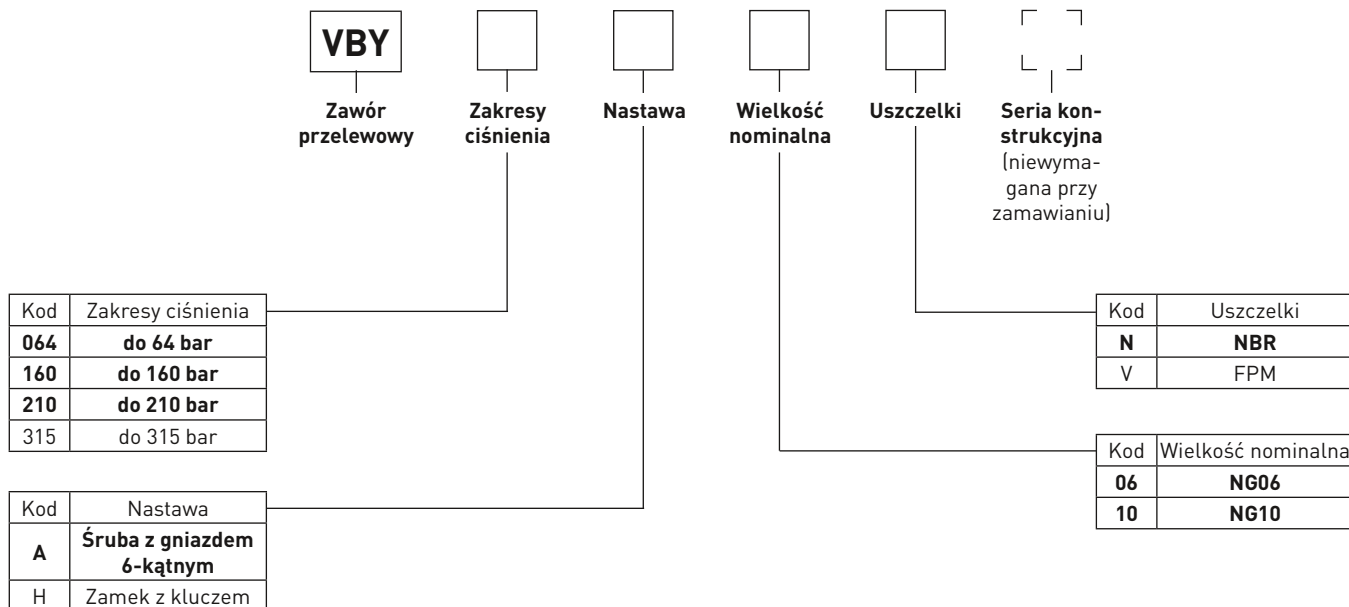 VBY
Zawór
przelewowy
Zakresy
ciśnienia
Nastawa
Wielkość
nominalna
Uszczelki
Seria kon-
strukcyjna
(niewyma-
gana przy
zamawianiu)
Kod Zakresy ciśnienia
064 do 64 bar
160 do 160 bar
210 do 210 bar
315 do 315 bar
Kod Nastawa
A Śruba z gniazdem
6-kątnym
H Zamek z kluczem
Kod Uszczelki
N NBR
V FPM
Kod Wielkość nominalna
06 NG06
10 NG10